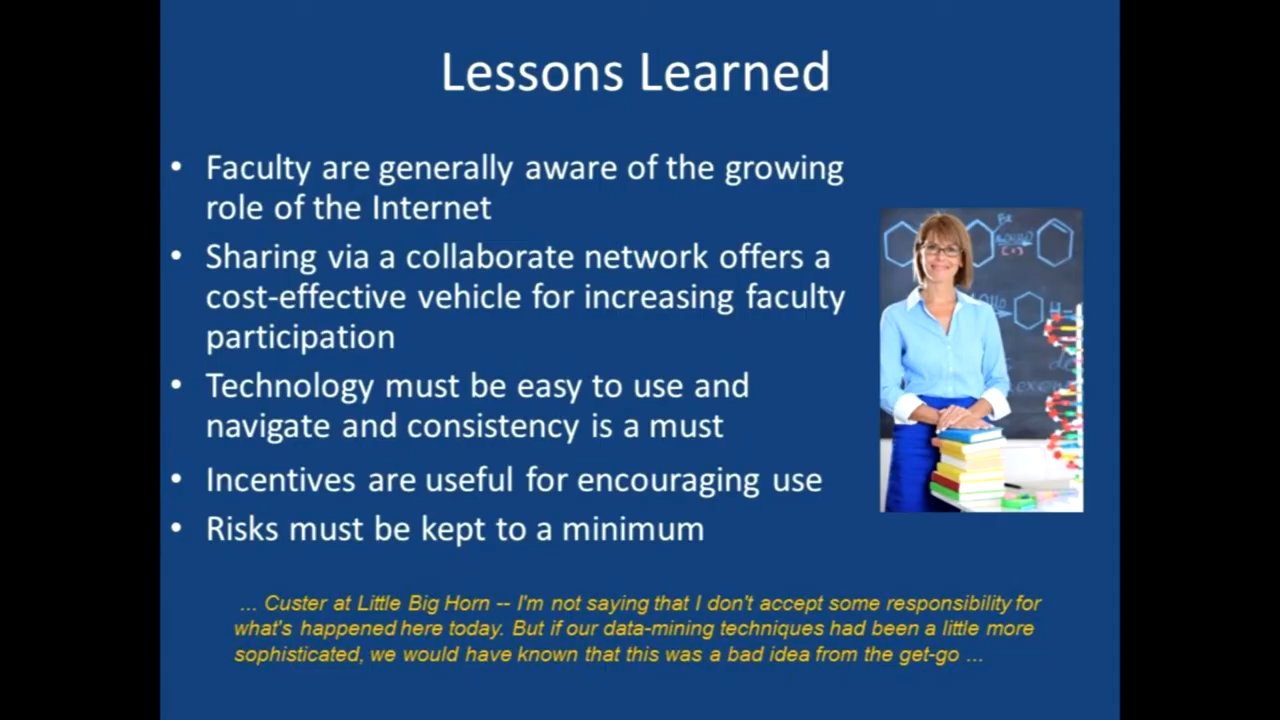 Lessons Learned
• Faculty are generally aware of the growing
role of the Internet
• Sharing via a collaborate network offers a
cost-effective vehicle for increasing faculty
participation
• Technology must be easy to use and
navigate and consistency is a must
• Incentives are useful for encouraging use
• Risks must be kept to a minimum
... Custer at Little Big Horn -- I'm not saying that I don't accept some responsibility for
what's happened here today. But if our data-mining techniques had been a little more
sophisticated, we would have known that this was a bad idea from the get-go ...